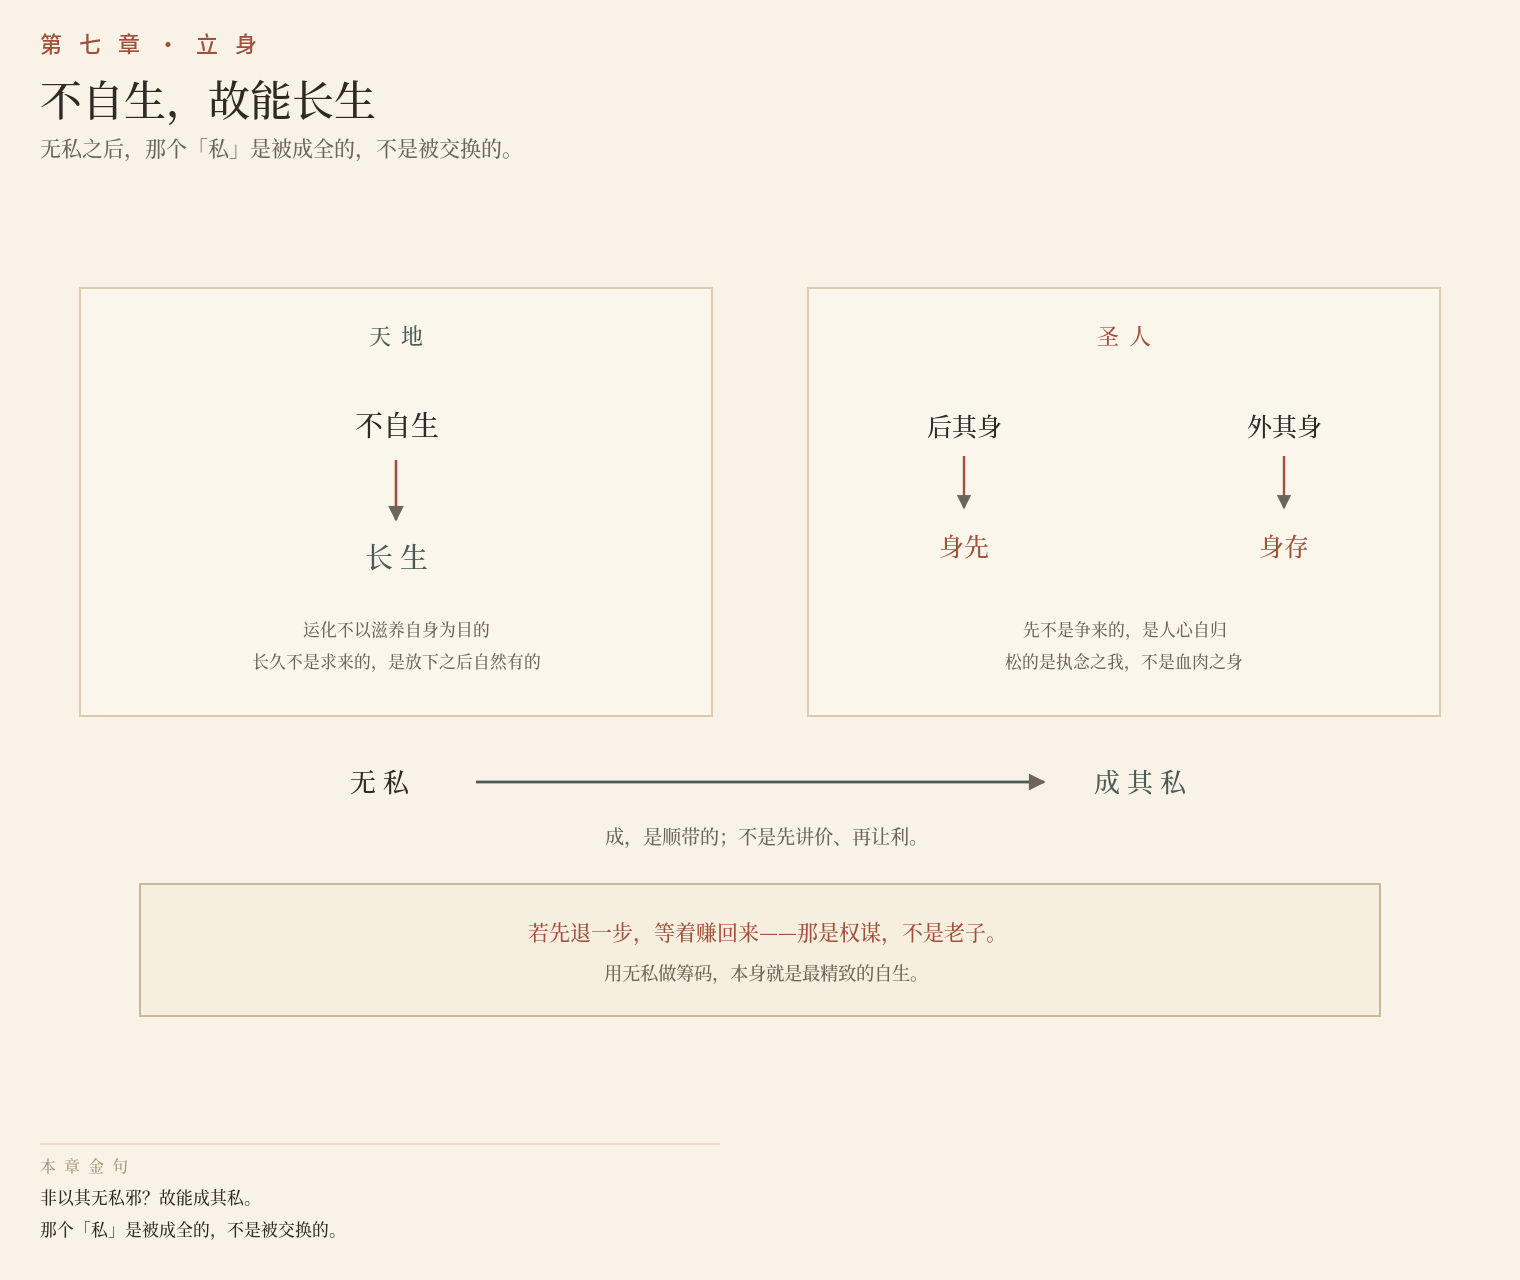 第七章·立身
不自生，故能长生
无私之后，那个「私」是被成全的，不是被交换的。
天地
不自生
长生
运化不以滋养自身为目的
长久不是求来的，是放下之后自然有的
圣人
后其身
外其身
身先
身存
先不是争来的，是人心自归
松的是执念之我，不是血肉之身
无私
成其私
成，是顺带的；不是先讲价、再让利。
若先退一步，等着赚回来——那是权谋，不是老子。
用无私做筹码，本身就是最精致的自生。
本章金句
非以其无私邪？故能成其私。
那个「私」是被成全的，不是被交换的。